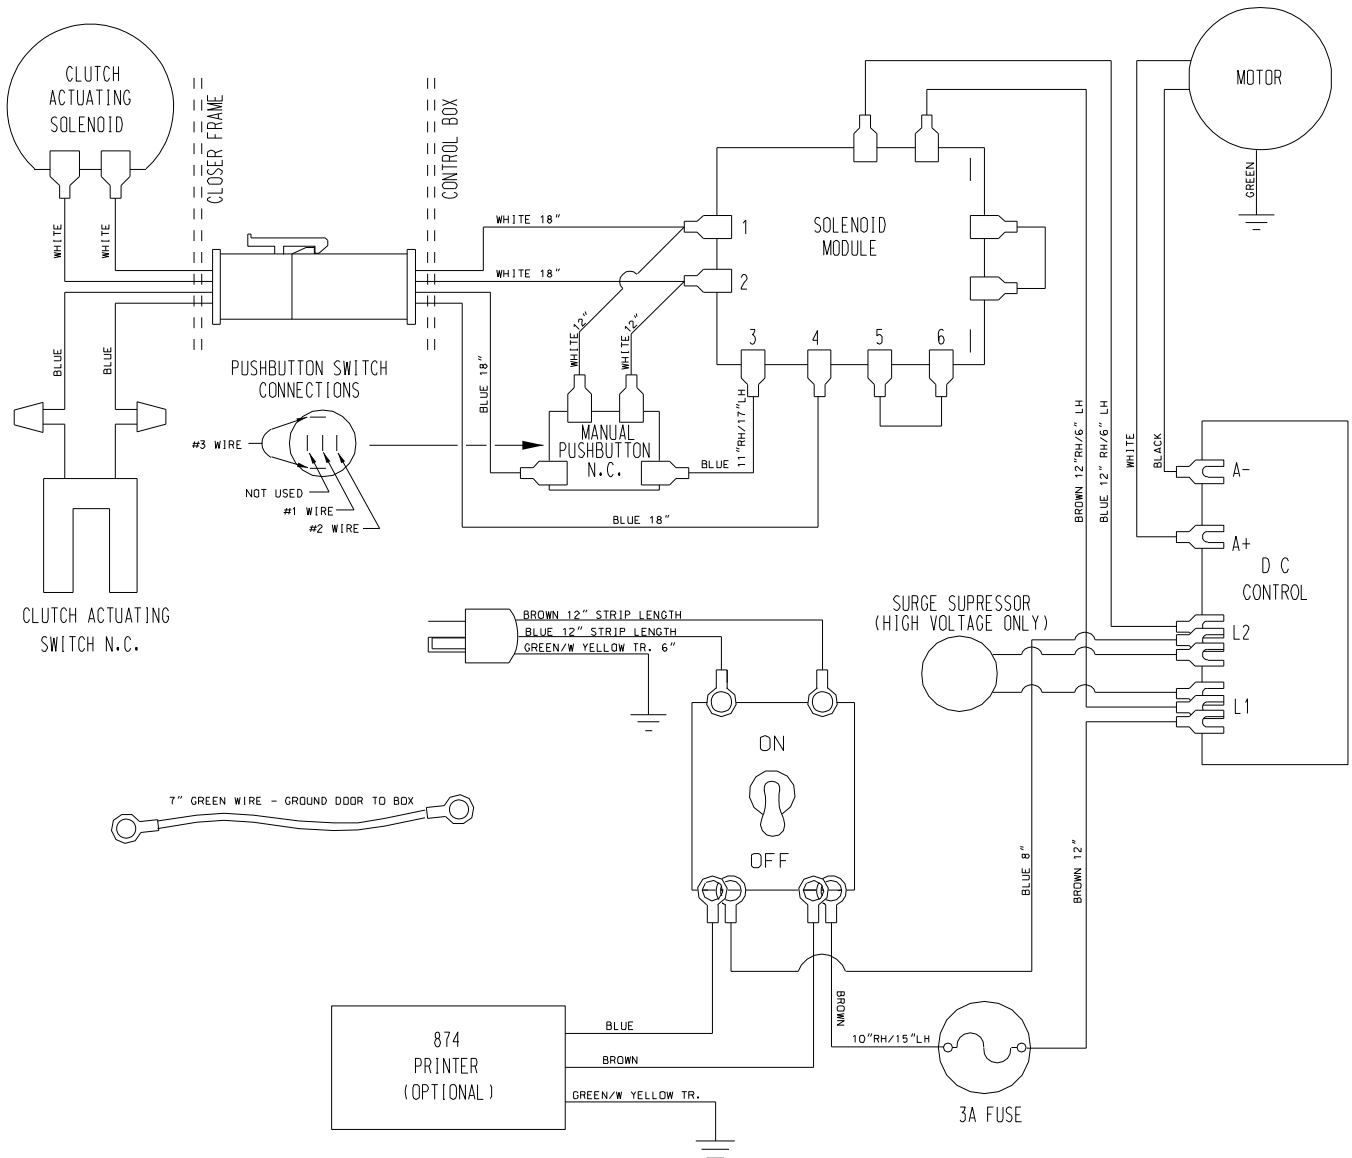 CLUTCH
ACTUATING
SOLENOID
CLOSER FRAME
CONTROL BOX
WHITE
WHITE
BLUE
BLUE
CLUTCH ACTUATING
SWITCH N.C.
PUSHBUTTON SWITCH
CONNECTIONS
#3 WIRE
NOT USED
#1 WIRE
#2 WIRE
WHITE 18"
WHITE 18"
BLUE 18"
WHITE 12"
WHITE 12"
MANUAL
PUSHBUTTON
N.C.
BLUE
11"RH/17"LH
BLUE 18"
SOLENOID
MODULE
1
2
3
4
5
6
MOTOR
GREEN
BROWN 12"RH/6" LH
BLUE 12" RH/6" LH
WHITE
BLACK
A-
A+
D C
CONTROL
L2
L1
SURGE SUPRESSOR
(HIGH VOLTAGE ONLY)
BROWN 12" STRIP LENGTH
BLUE 12" STRIP LENGTH
GREEN/W YELLOW TR. 6"
ON
OFF
7" GREEN WIRE - GROUND DOOR TO BOX
BLUE 8"
BROWN 12"
BROWN
10"RH/15"LH
3A FUSE
874
PRINTER
(OPTIONAL)
BLUE
BROWN
GREEN/W YELLOW TR.